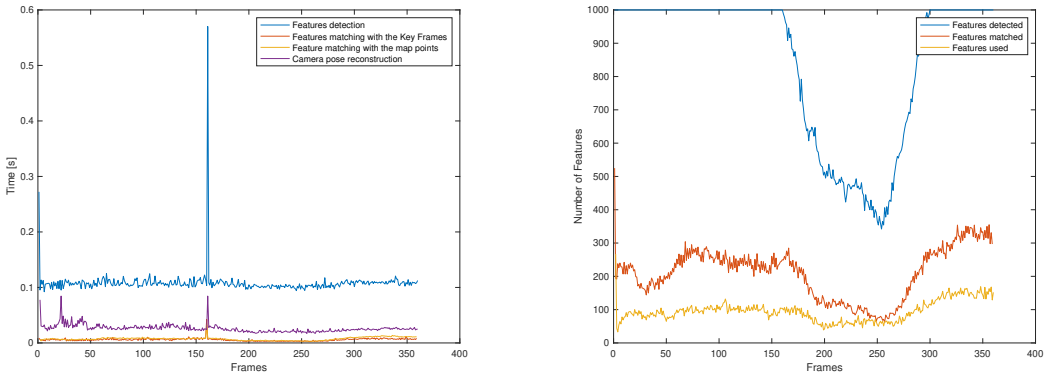 0.6
0.5
0.4
0.3
0.2
0.1
0
Time [s]
0 50 100 150 200 250 300 350 400
Frames
Features detection
Features matching with the Key Frames
Feature matching with the map points
Camera pose reconstruction
1000
900
800
700
600
500
400
300
200
100
0
Number of Features
0 50 100 150 200 250 300 350 400
Frames
Features detected
Features matched
Features used